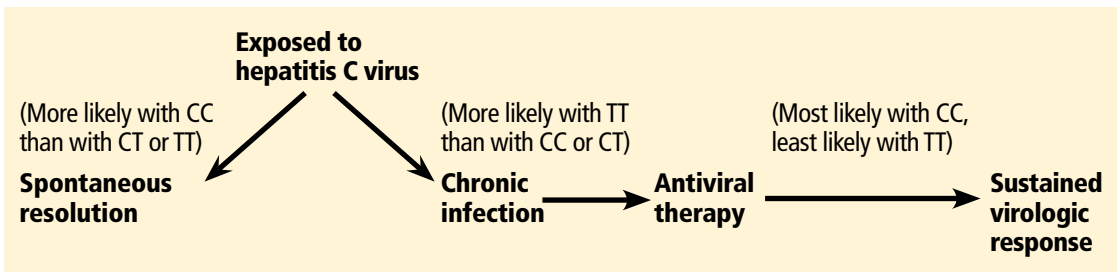 Exposed to
hepatitis C virus
(More likely with CC
than with CT or TT)
Spontaneous
resolution
(More likely with TT
than with CC or CT)
Chronic
infection
Antiviral
therapy
(Most likely with CC,
least likely with TT)
Sustained
virologic
response